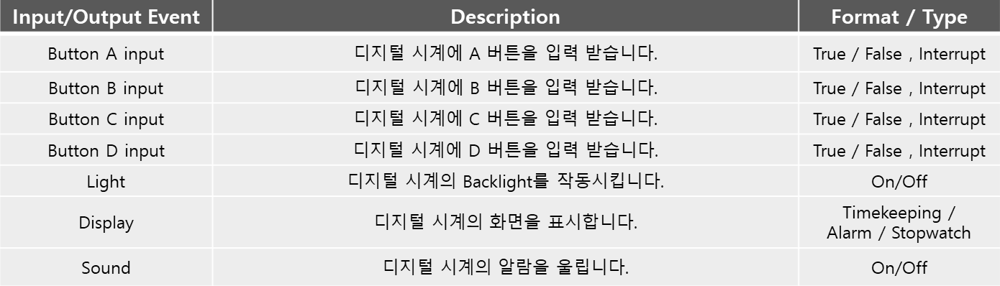 Input/Output Event Description Format / Type
Button A input 디지털 시계에 A 버튼을 입력 받습니다. True / False , Interrupt
Button B input 디지털 시계에 B 버튼을 입력 받습니다. True / False , Interrupt
Button C input 디지털 시계에 C 버튼을 입력 받습니다. True / False , Interrupt
Button D input 디지털 시계에 D 버튼을 입력 받습니다. True / False , Interrupt
Light 디지털 시계의 Backlight를 작동시킵니다. On/Off
Display 디지털 시계의 화면을 표시합니다. Timekeeping /
Alarm / Stopwatch
Sound 디지털 시계의 알람을 울립니다. On/Off